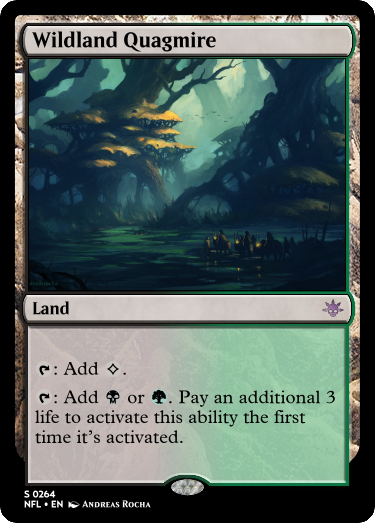 Wildland Quagmire
Land
: Add .
: Add or . Pay an additional 3
life to activate this ability the first
time it's activated.
S 0264
NFL • EN Andreas Rocha